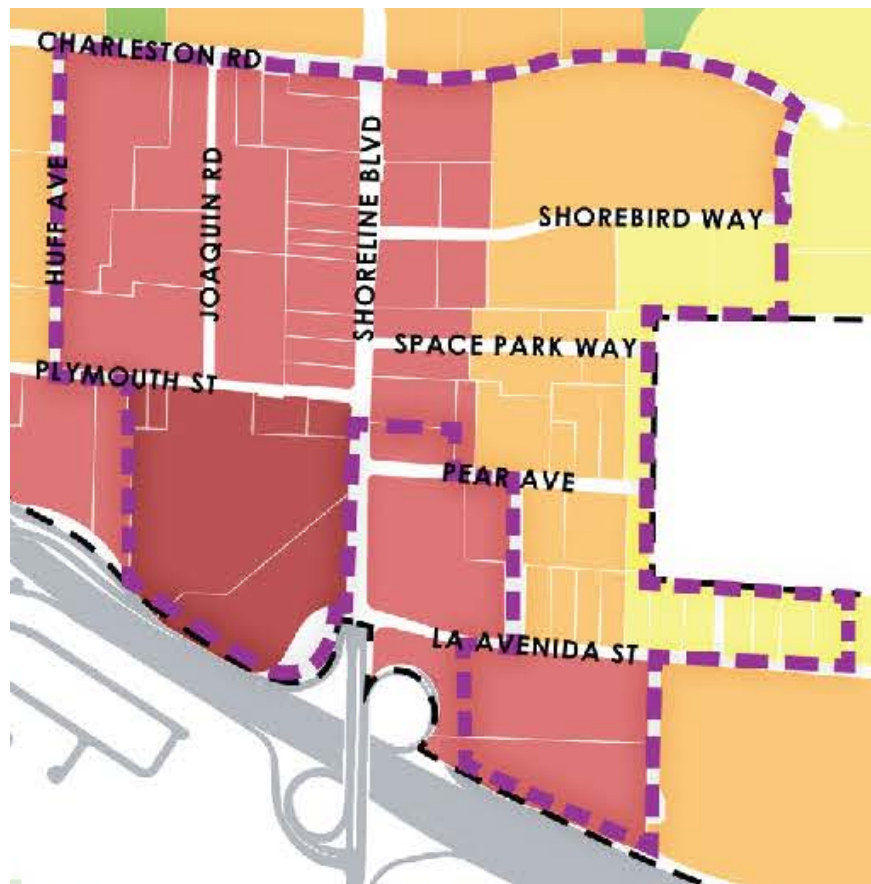 CHARLESTON RD
HUFF AVE
JOAQUIN RD
SHORELINE BLVD
SHOREBIRD WAY
SPACE PARK WAY
PLYMOUTH ST
PEAR AVE
LA AVENIDA ST